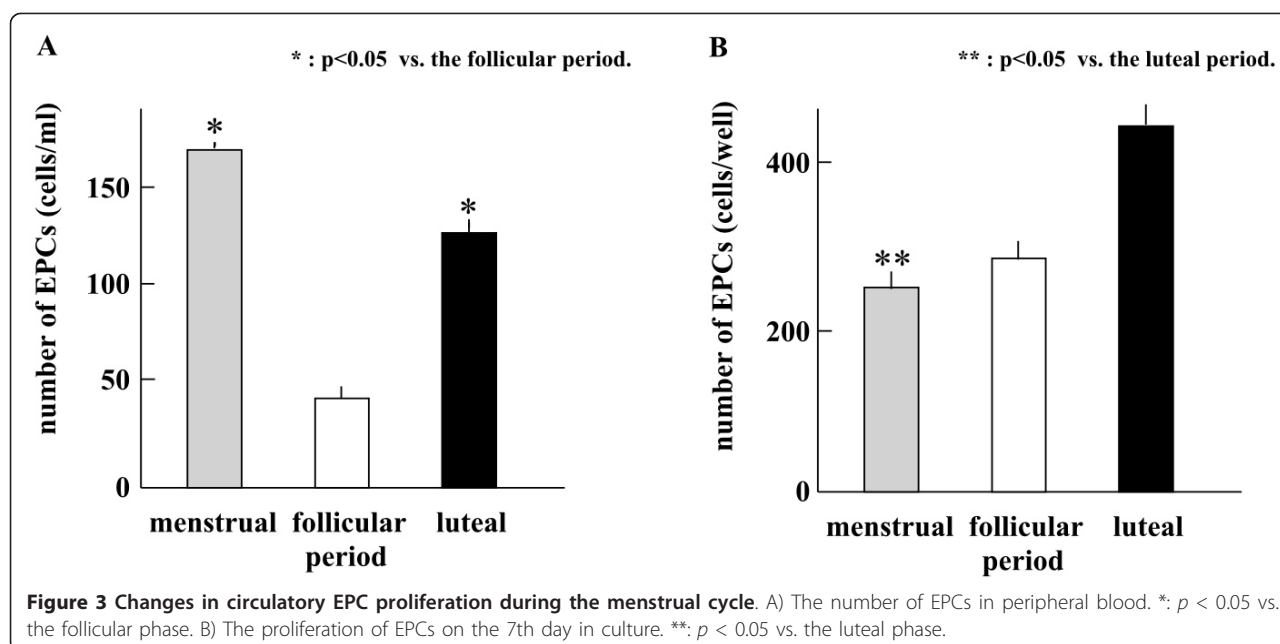 A
* : p<0.05 vs. the follicular period.
number of EPCs (cells/ml)
150
100
50
0
*
*
menstrual follicular luteal
period
B
** : p<0.05 vs. the luteal period.
number of EPCs (cells/well)
400
200
0
**
menstrual follicular luteal
period
Figure 3 Changes in circulatory EPC proliferation during the menstrual cycle. A) The number of EPCs in peripheral blood. *: p < 0.05 vs.
the follicular phase. B) The proliferation of EPCs on the 7th day in culture. **: p < 0.05 vs. the luteal phase.